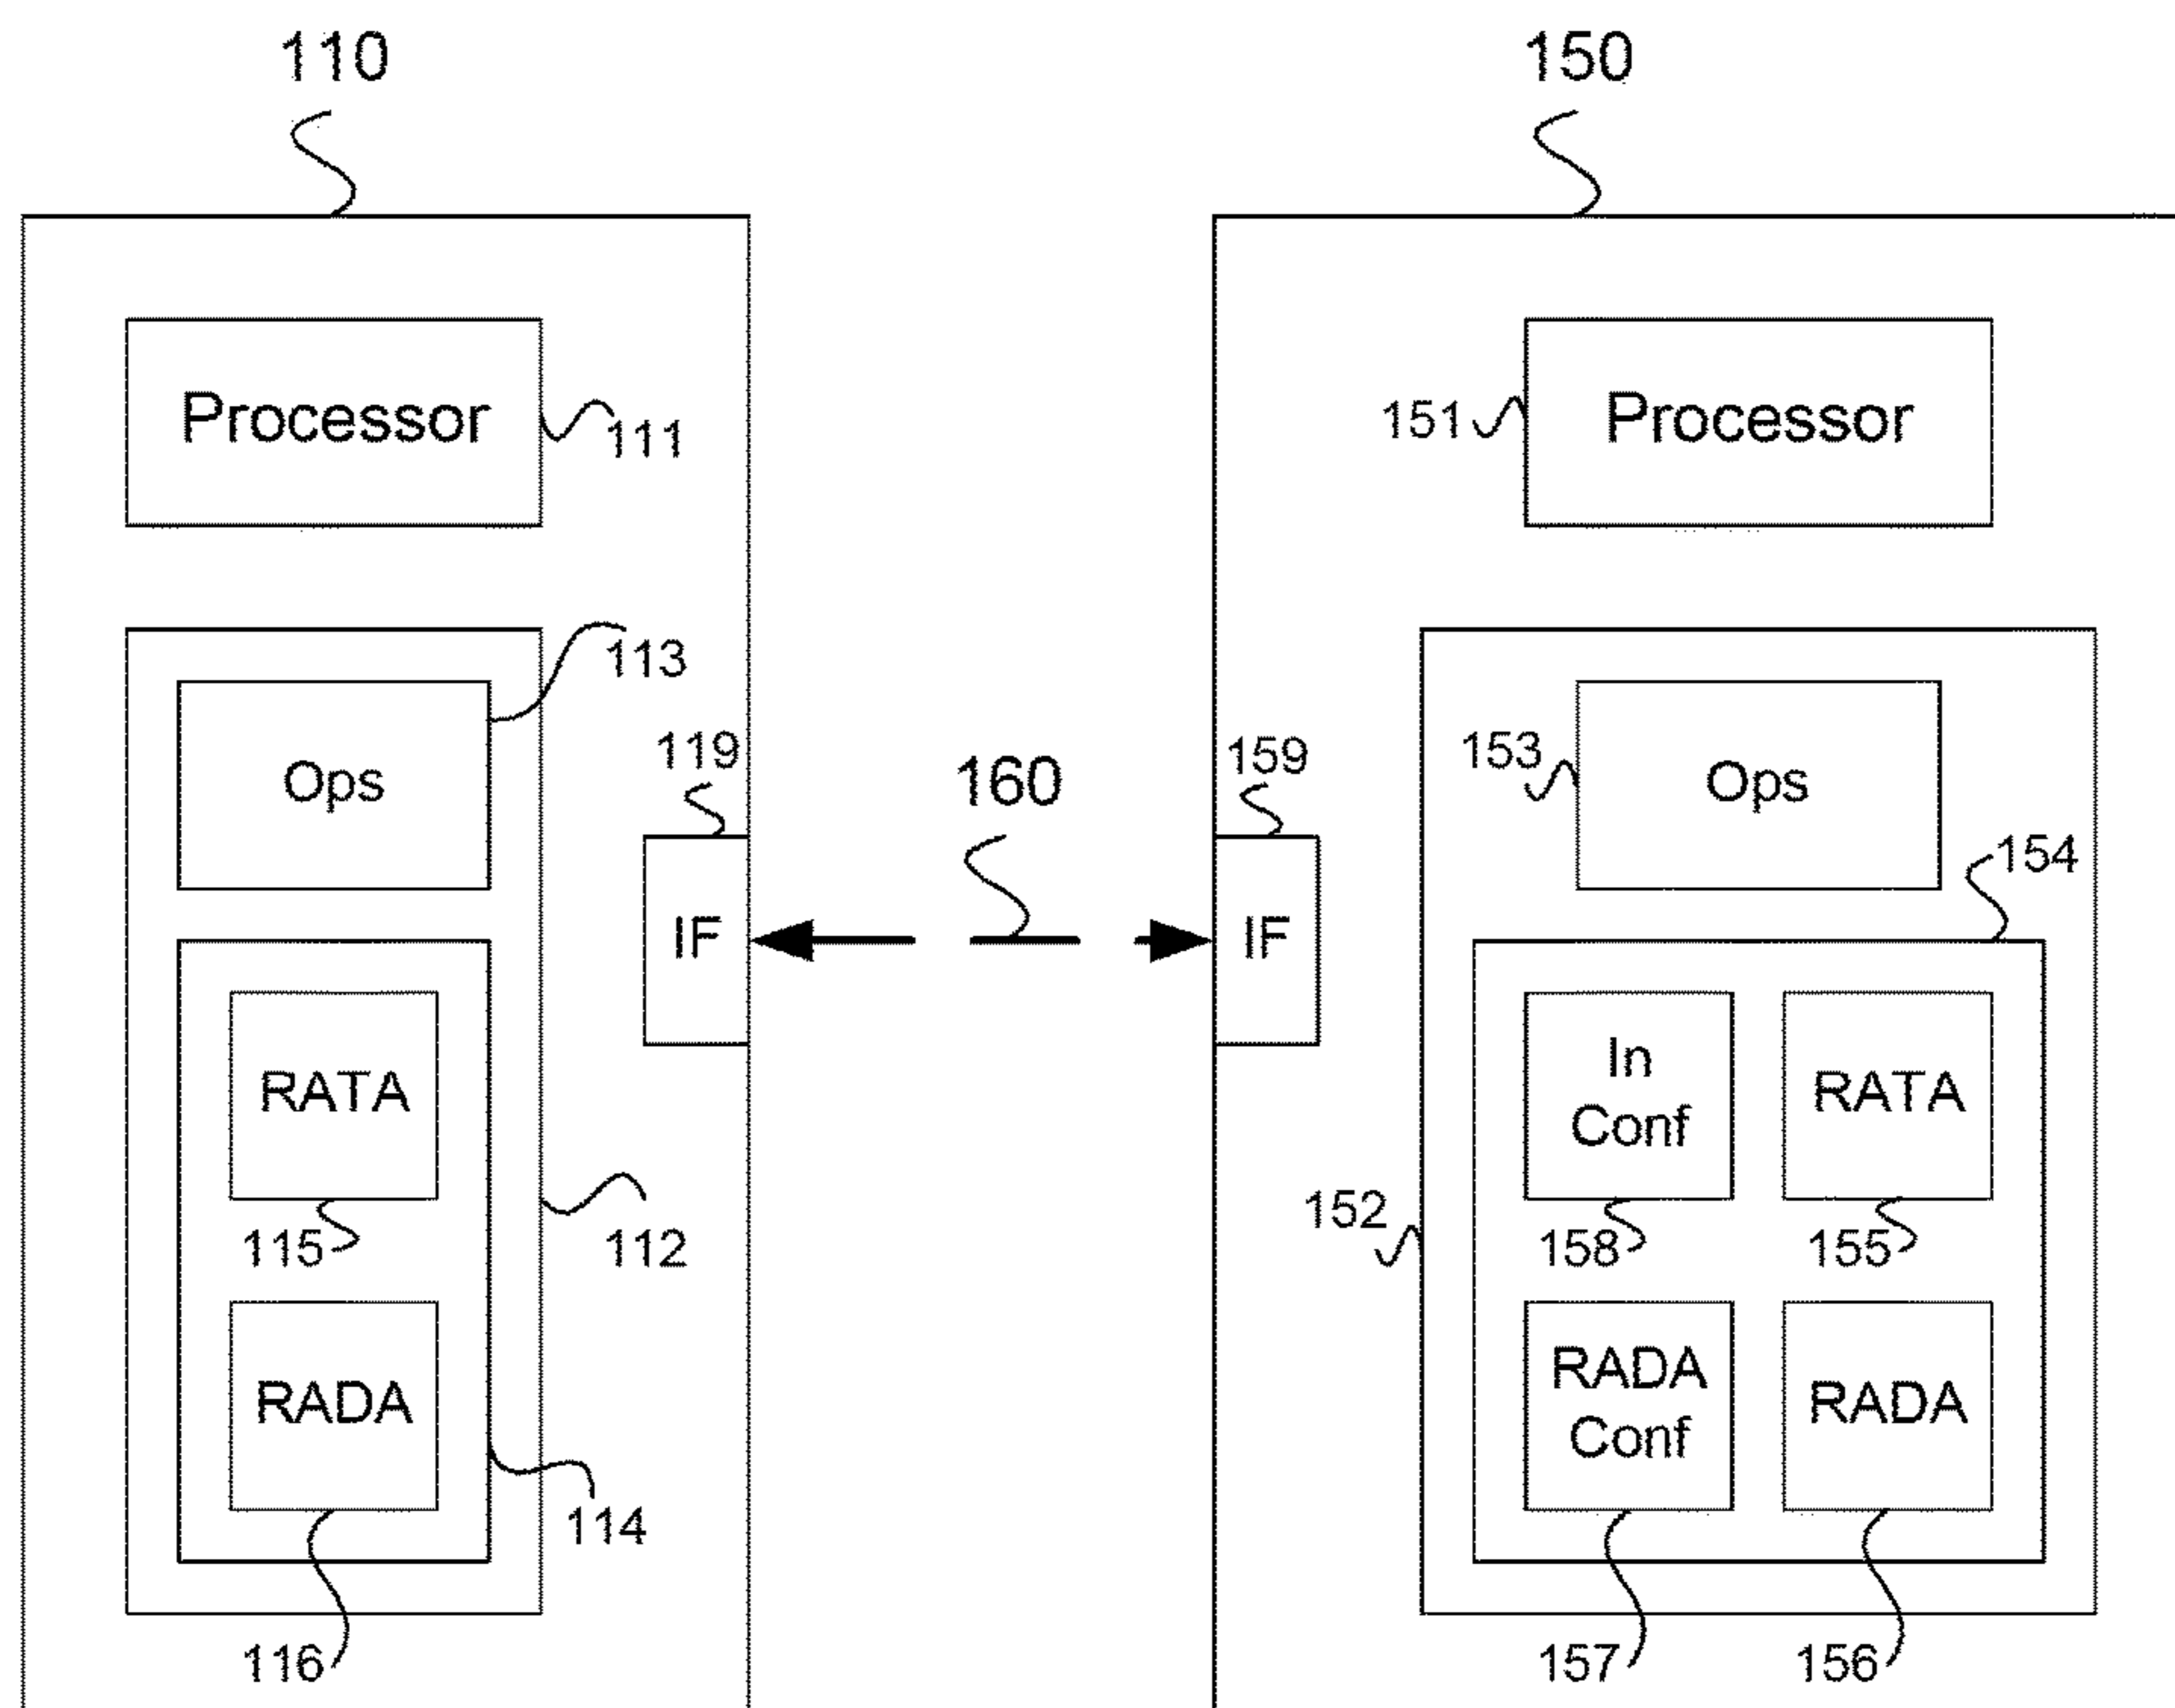 110
150
Processor
111
151
Processor
113
Ops
119
160
159
153
Ops
154
IF
IF
RATA
115
112
152
In
Conf
158
RATA
155
RADA
114
116
RADA
Conf
157
RADA
156